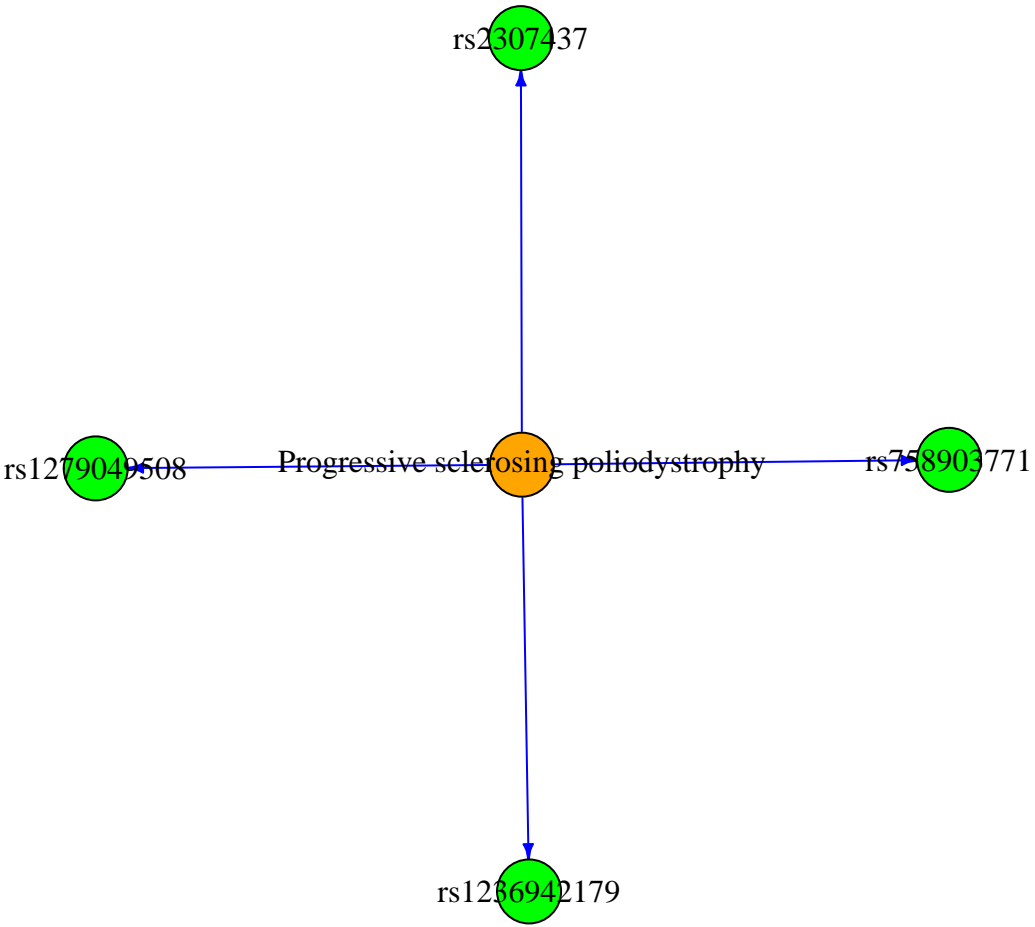 rs2307437
Progressive sclerosing poliodystrophy
rs758903771
rs1279049508
rs1236942179